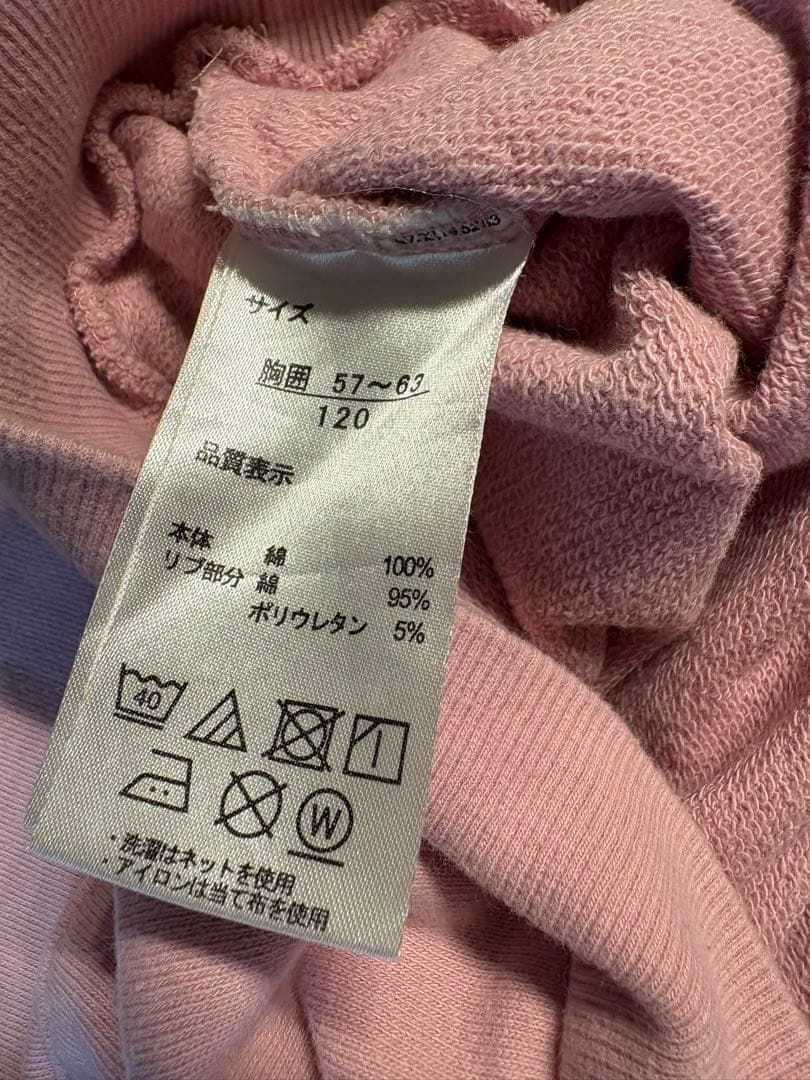 サイズ
胸囲 57～63
120
品質表示
本体 綿 100%
リブ部分 綿 95%
ポリウレタン 5%
40
W
・洗濯はネットを使用
・アイロンは当て布を使用